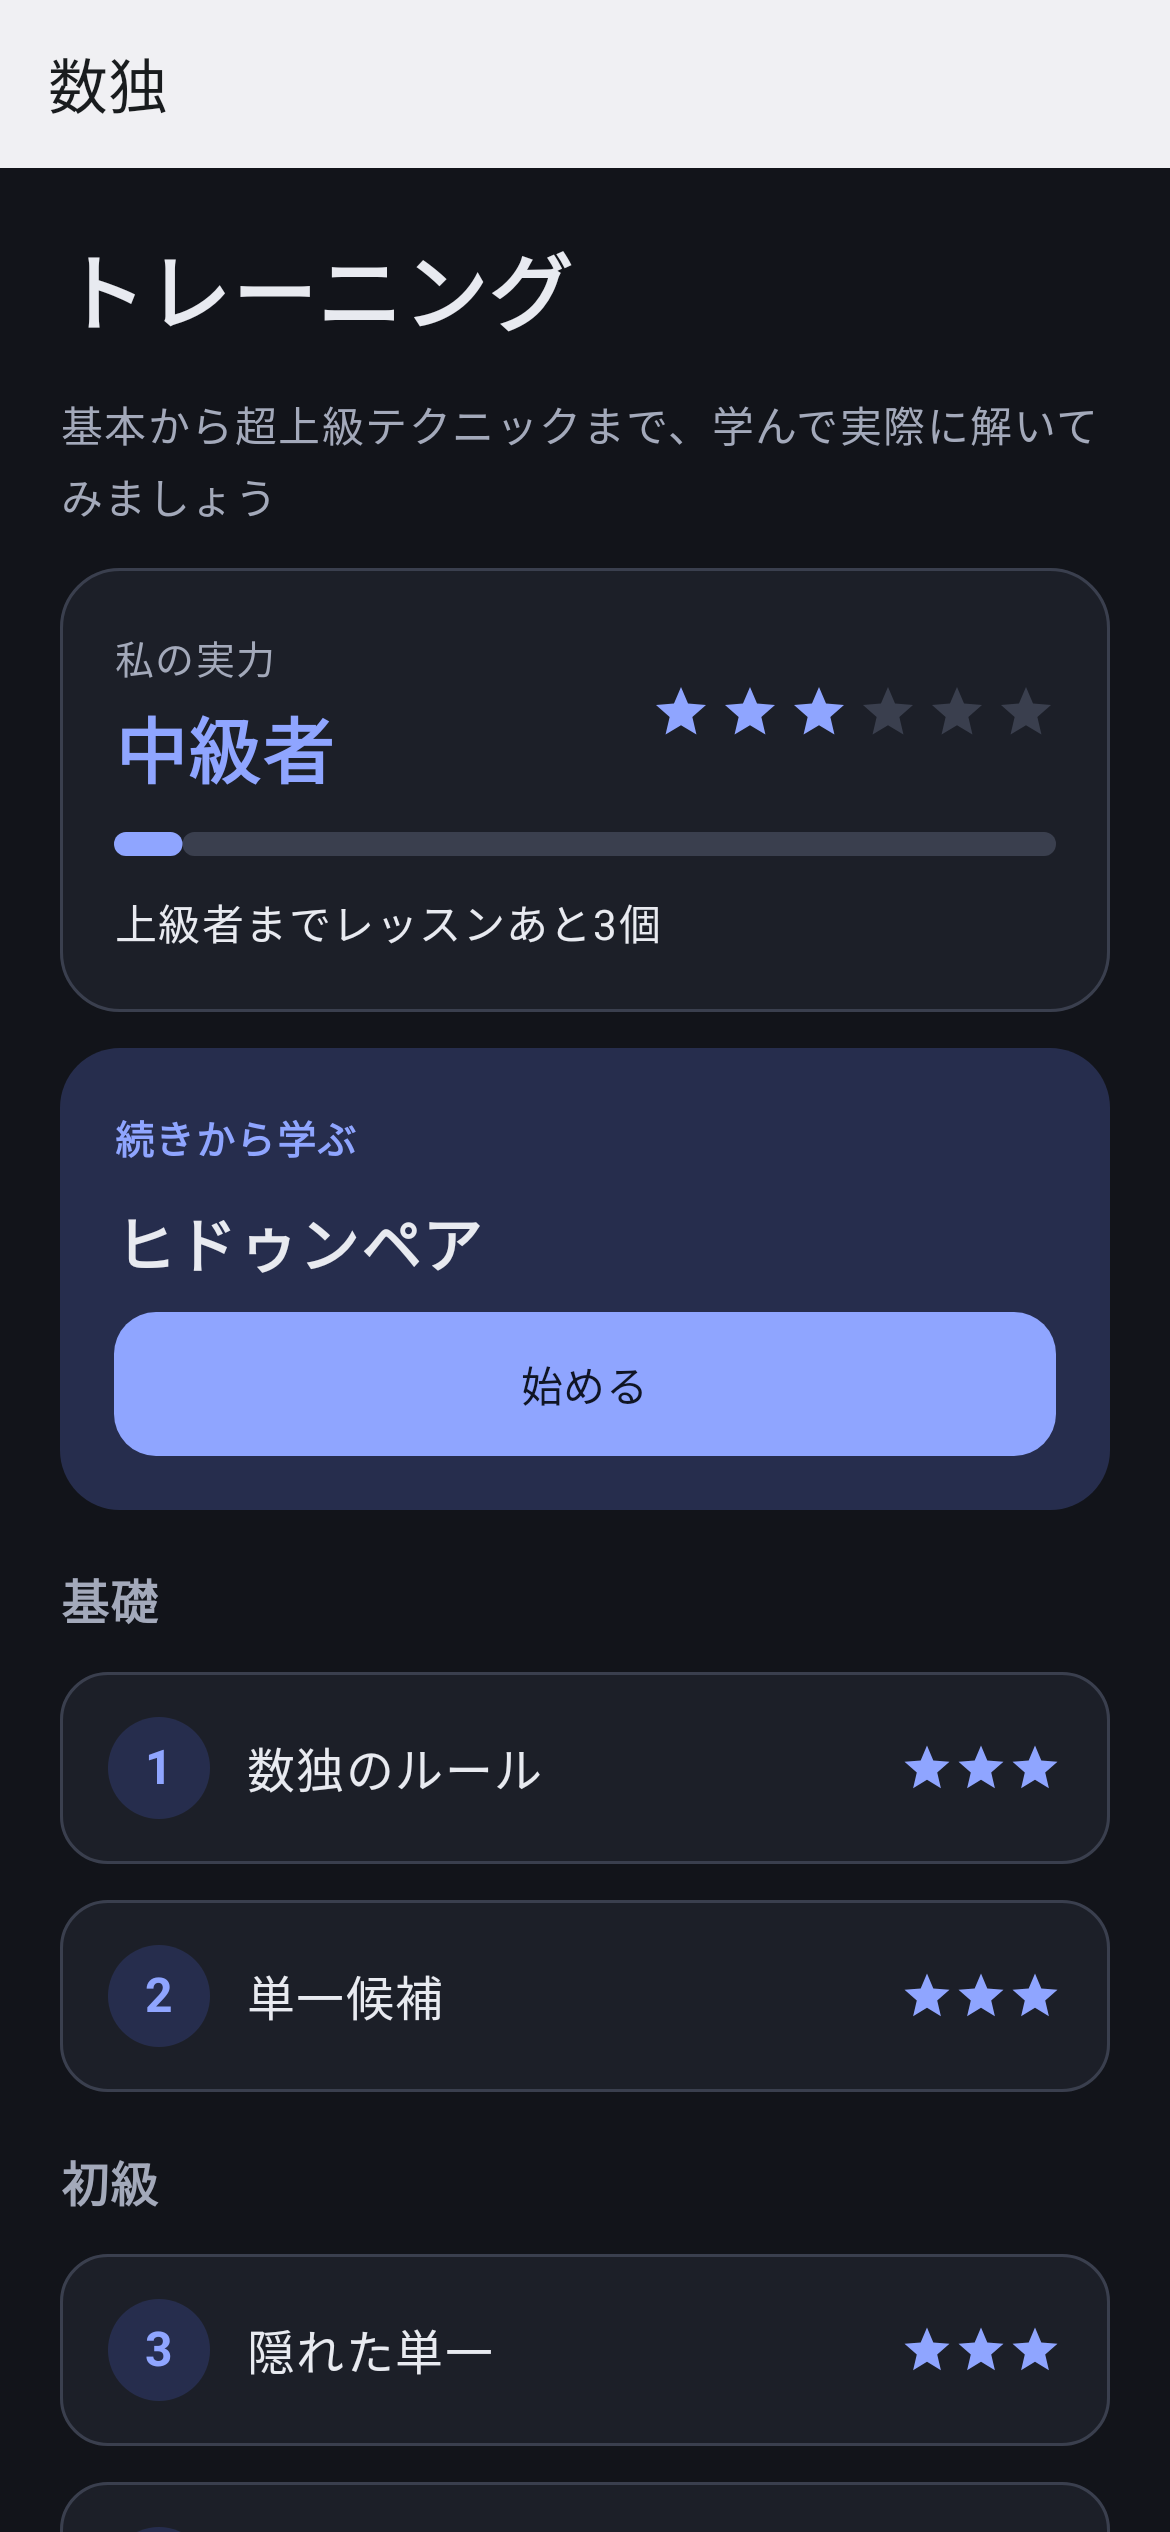 数独
トレーニング
基本から超上級テクニックまで、学んで実際に解いて
みましょう
私の実力
中級者
上級者までレッスンあと3個
続きから学ぶ
ヒドゥンペア
始める
基礎
1 数独のルール
2 単一候補
初級
3 隠れた単一